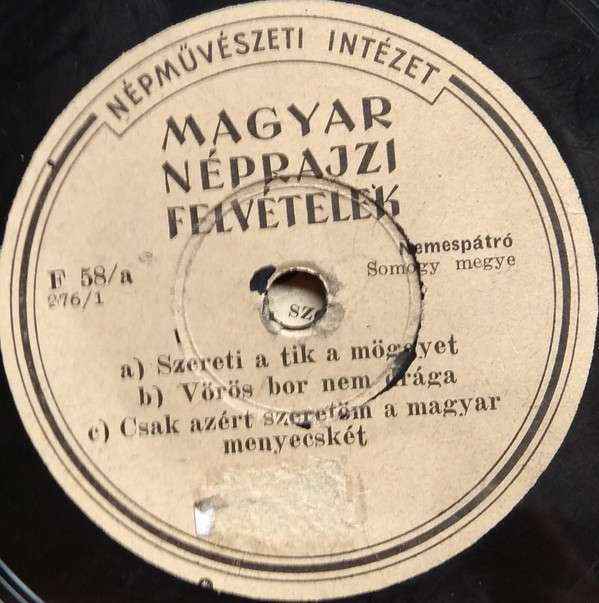 NÉPMŰVÉSZETI INTÉZET
MAGYAR
NÉPRAJZI
FELVÉTELEK
Nemespátró
Somogy megye
F 58/a
276/1
a) Szereti a tik a möggyet
b) Vörös bor nem drága
c) Csak azért szeretöm a magyar
menyecskét